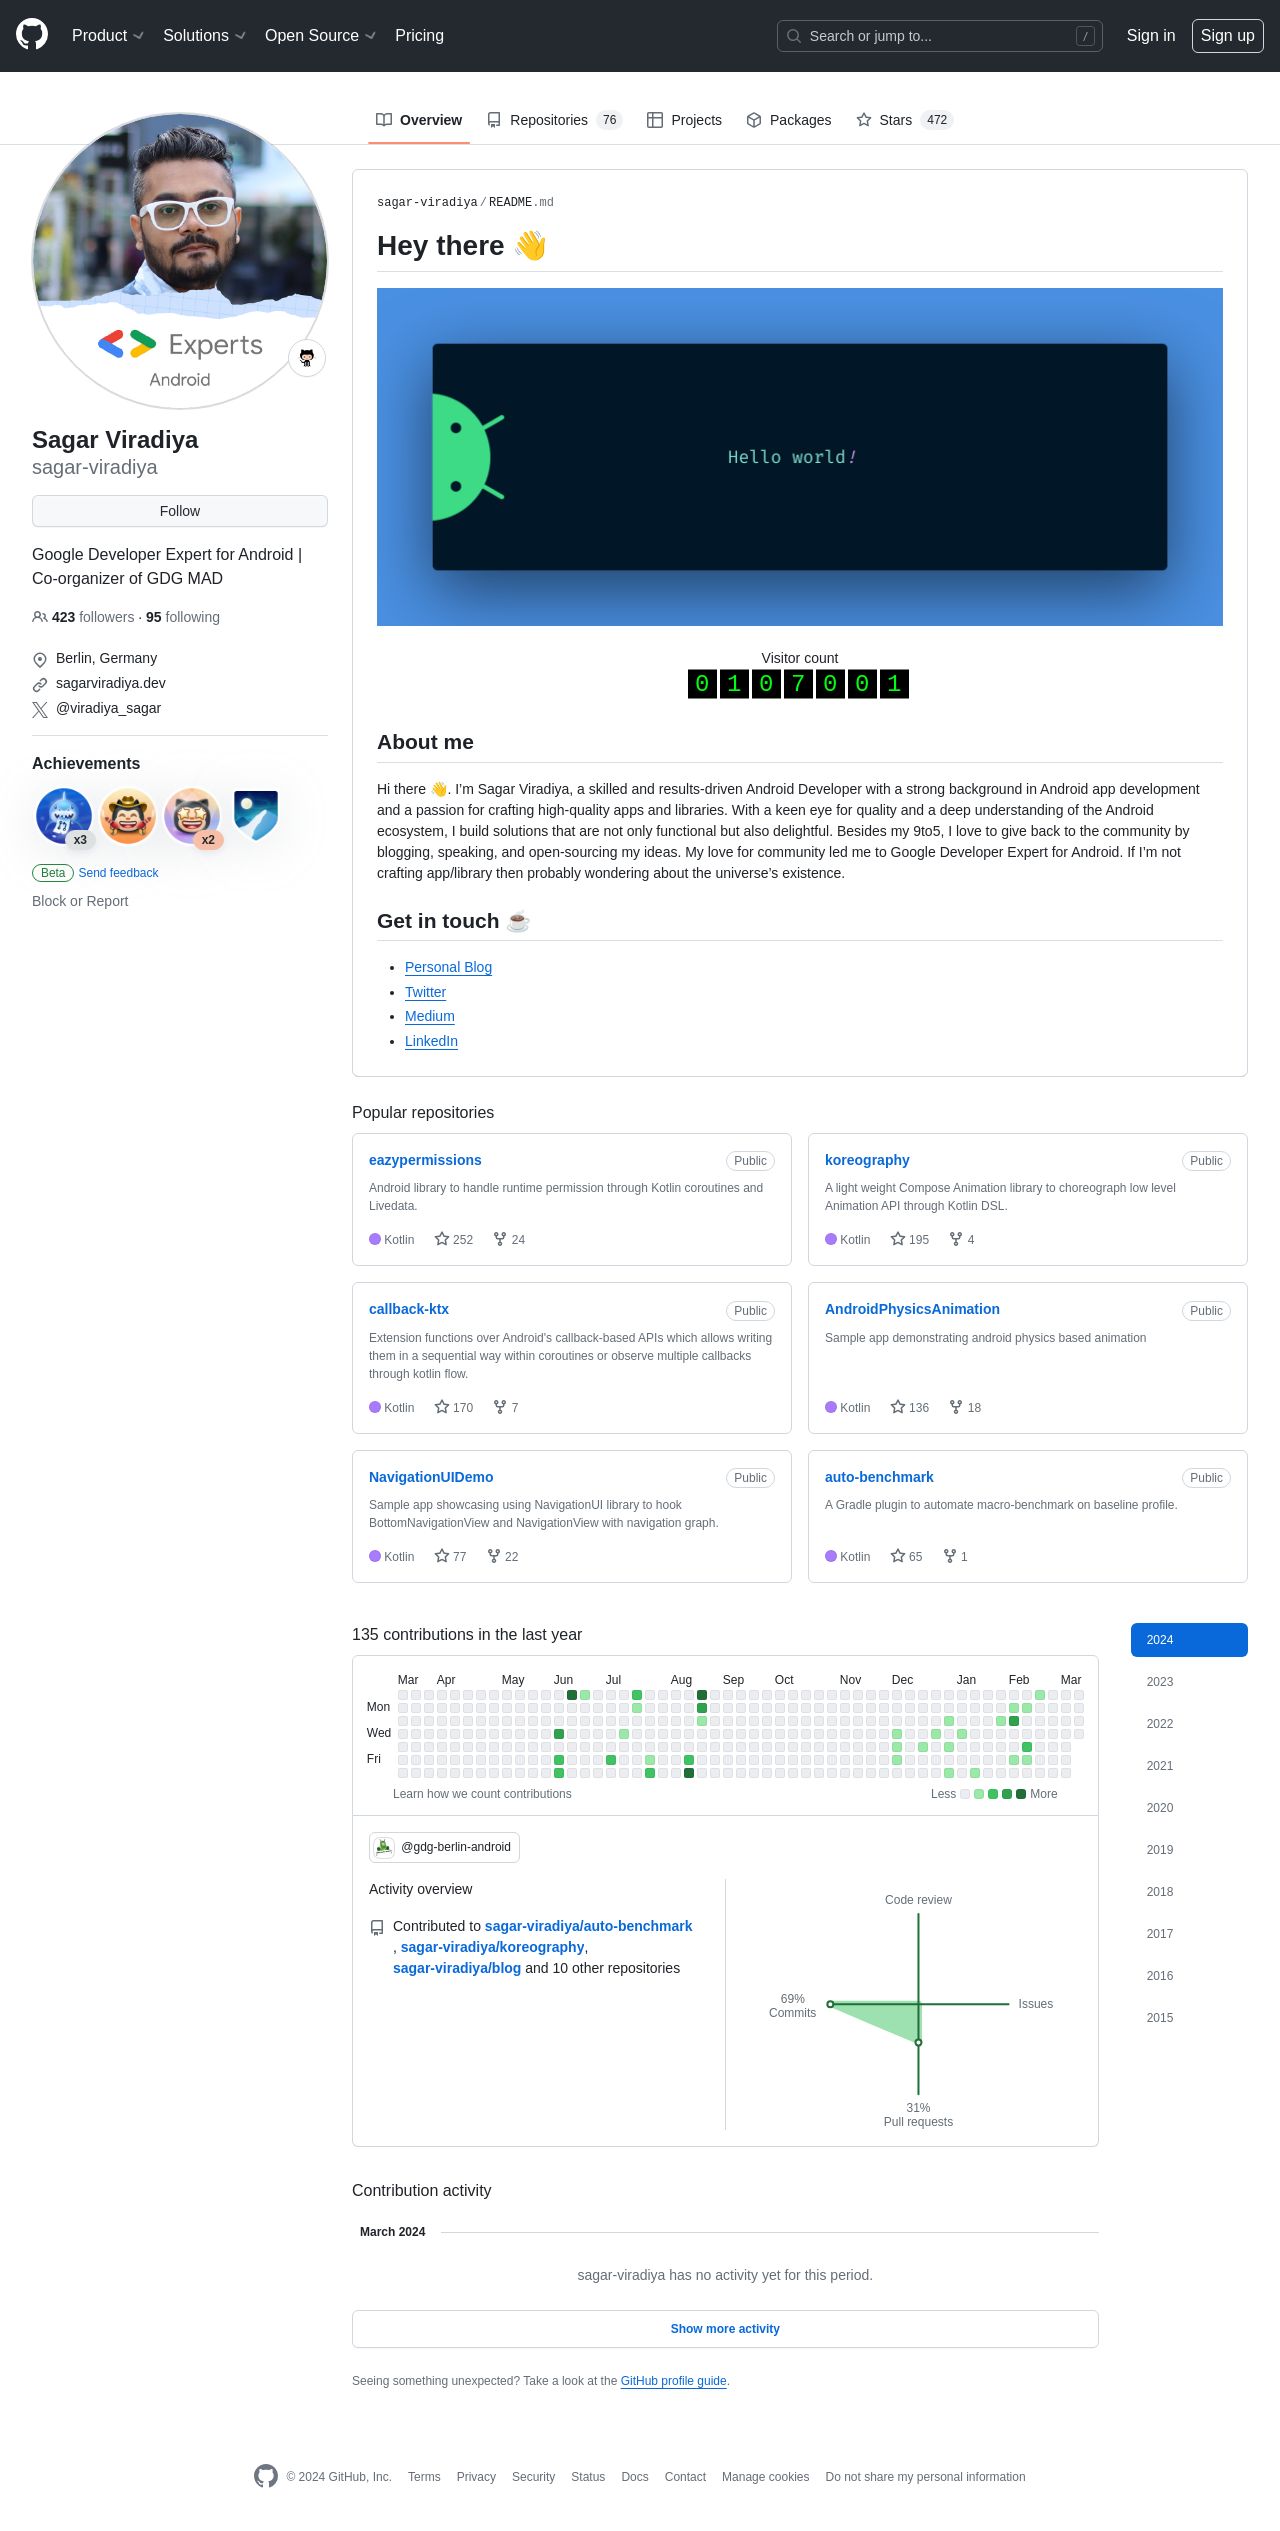 Product Solutions Open Source Pricing Search or jump to... / Sign in Sign up
Overview Repositories 76 Projects Packages Stars 472
Experts
Android
Sagar Viradiya
sagar-viradiya
Follow
Google Developer Expert for Android |
Co-organizer of GDG MAD
423 followers · 95 following
Berlin, Germany
sagarviradiya.dev
@viradiya_sagar
Achievements
x3 x2
Beta Send feedback
Block or Report
sagar-viradiya/README.md
Hey there 👋
Hello world!
Visitor count
0 1 0 7 0 0 1
About me
Hi there 👋. I’m Sagar Viradiya, a skilled and results-driven Android Developer with a strong background in Android app development
and a passion for crafting high-quality apps and libraries. With a keen eye for quality and a deep understanding of the Android
ecosystem, I build solutions that are not only functional but also delightful. Besides my 9to5, I love to give back to the community by
blogging, speaking, and open-sourcing my ideas. My love for community led me to Google Developer Expert for Android. If I’m not
crafting app/library then probably wondering about the universe’s existence.
Get in touch ☕
• Personal Blog
• Twitter
• Medium
• LinkedIn
Popular repositories
eazypermissions Public
Android library to handle runtime permission through Kotlin coroutines and
Livedata.
Kotlin 252 24
koreography Public
A light weight Compose Animation library to choreograph low level
Animation API through Kotlin DSL.
Kotlin 195 4
callback-ktx Public
Extension functions over Android's callback-based APIs which allows writing
them in a sequential way within coroutines or observe multiple callbacks
through kotlin flow.
Kotlin 170 7
AndroidPhysicsAnimation Public
Sample app demonstrating android physics based animation
Kotlin 136 18
NavigationUIDemo Public
Sample app showcasing using NavigationUI library to hook
BottomNavigationView and NavigationView with navigation graph.
Kotlin 77 22
auto-benchmark Public
A Gradle plugin to automate macro-benchmark on baseline profile.
Kotlin 65 1
135 contributions in the last year
Mar Apr May Jun Jul Aug Sep Oct Nov Dec Jan Feb Mar
Mon
Wed
Fri
Learn how we count contributions Less More
@gdg-berlin-android
Activity overview
Contributed to sagar-viradiya/auto-benchmark
, sagar-viradiya/koreography,
sagar-viradiya/blog and 10 other repositories
Code review
69%
Commits
Issues
31%
Pull requests
2024
2023
2022
2021
2020
2019
2018
2017
2016
2015
Contribution activity
March 2024
sagar-viradiya has no activity yet for this period.
Show more activity
Seeing something unexpected? Take a look at the GitHub profile guide.
© 2024 GitHub, Inc. Terms Privacy Security Status Docs Contact Manage cookies Do not share my personal information